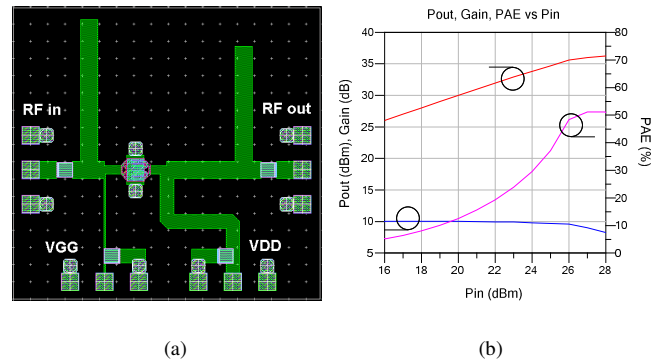 RF in
RF out
VGG
VDD
(a)
Pout, Gain, PAE vs Pin
Pout (dBm), Gain (dB)
40
35
30
25
20
15
10
5
PAE (%)
80
70
60
50
40
30
20
10
0
16
18
20
22
24
26
28
Pin (dBm)
(b)